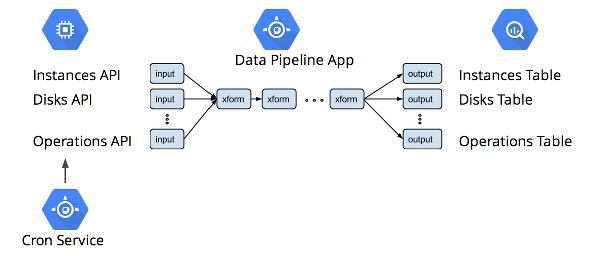 Data Pipeline App
Instances API
input
output
Instances Table
Disks API
input
xform
xform
xform
output
Disks Table
Operations API
input
output
Operations Table
Cron Service